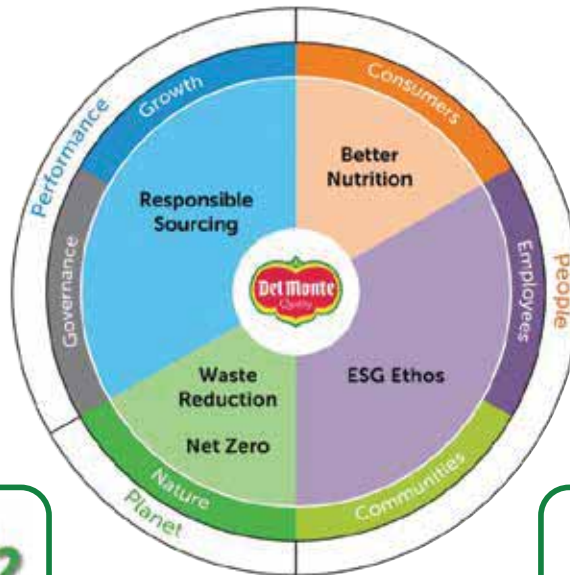 Performance
Growth
Consumers
Better
Nutrition
Responsible
Sourcing
Governance
Del Monte
Quality
Employees
People
Waste
Reduction
ESG Ethos
Net Zero
Nature
Communities
Planet